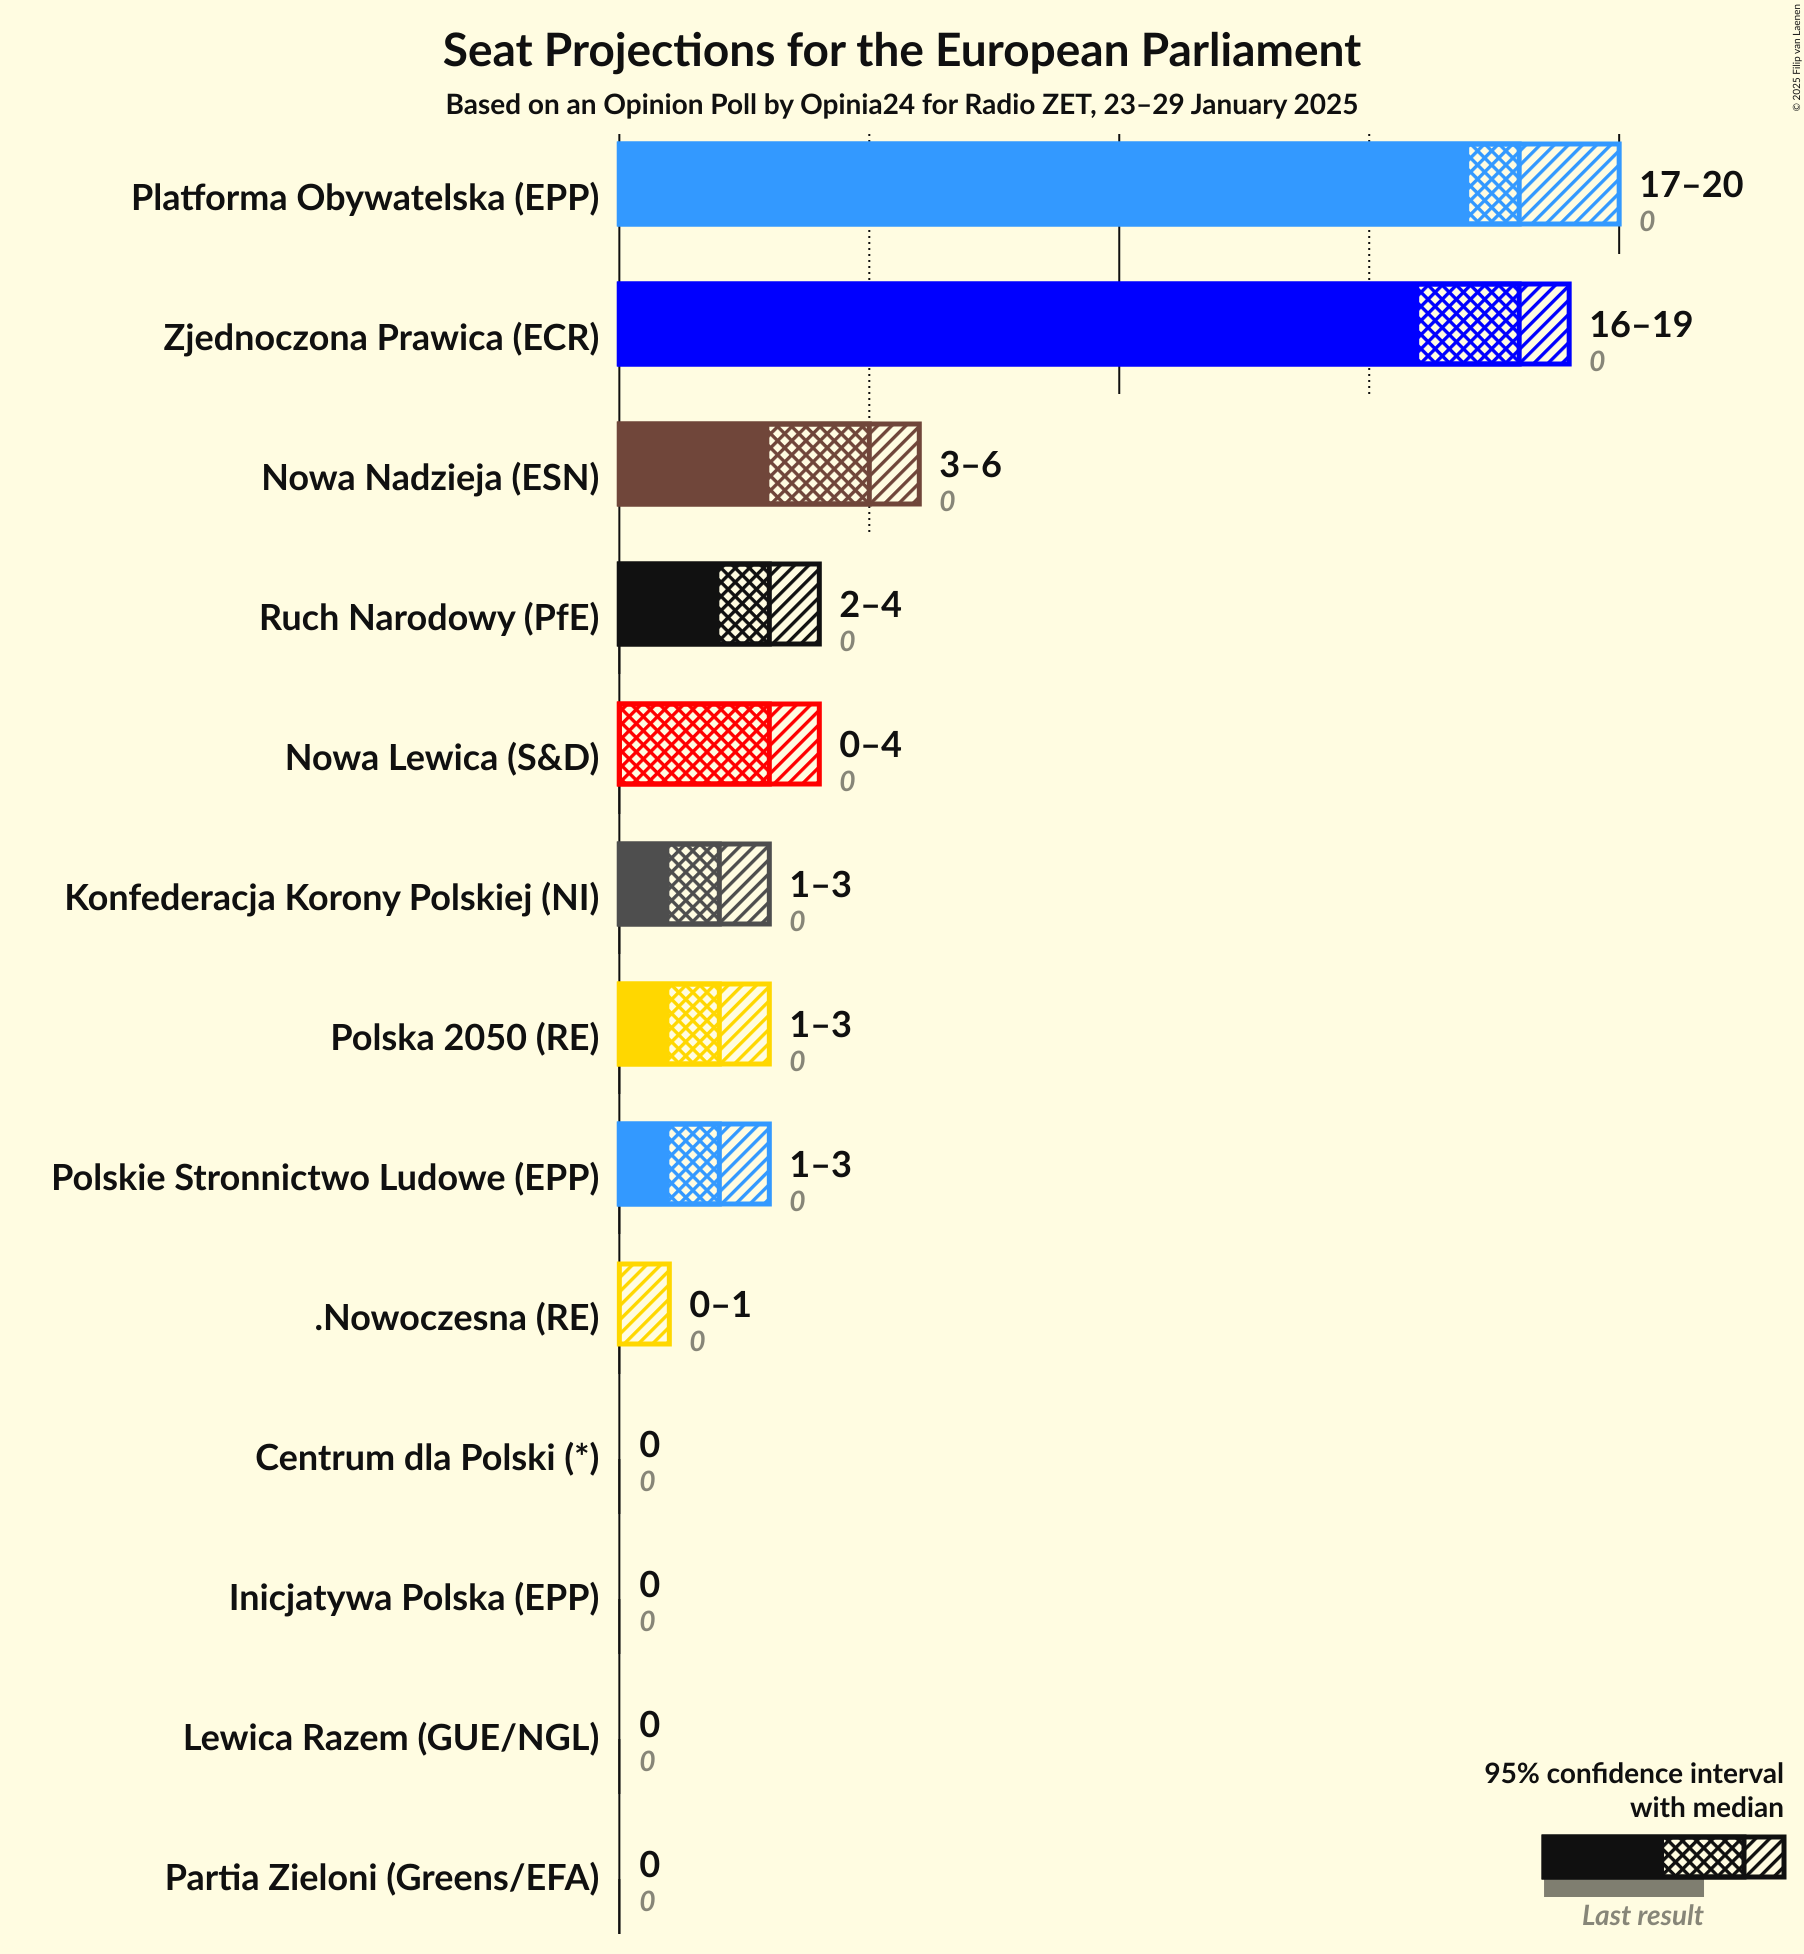 Seat Projections for the European Parliament
Based on an Opinion Poll by Opinia24 for Radio ZET, 23–29 January 2025
© 2025 Filip van Laenen
Platforma Obywatelska (EPP)
17–20
0
Zjednoczona Prawica (ECR)
16–19
0
Nowa Nadzieja (ESN)
3–6
0
Ruch Narodowy (PfE)
2–4
0
Nowa Lewica (S&D)
0–4
0
Konfederacja Korony Polskiej (NI)
1–3
0
Polska 2050 (RE)
1–3
0
Polskie Stronnictwo Ludowe (EPP)
1–3
0
.Nowoczesna (RE)
0–1
0
Centrum dla Polski (*)
0
0
Inicjatywa Polska (EPP)
0
0
Lewica Razem (GUE/NGL)
0
0
Partia Zieloni (Greens/EFA)
0
0
95% confidence interval
with median
Last result